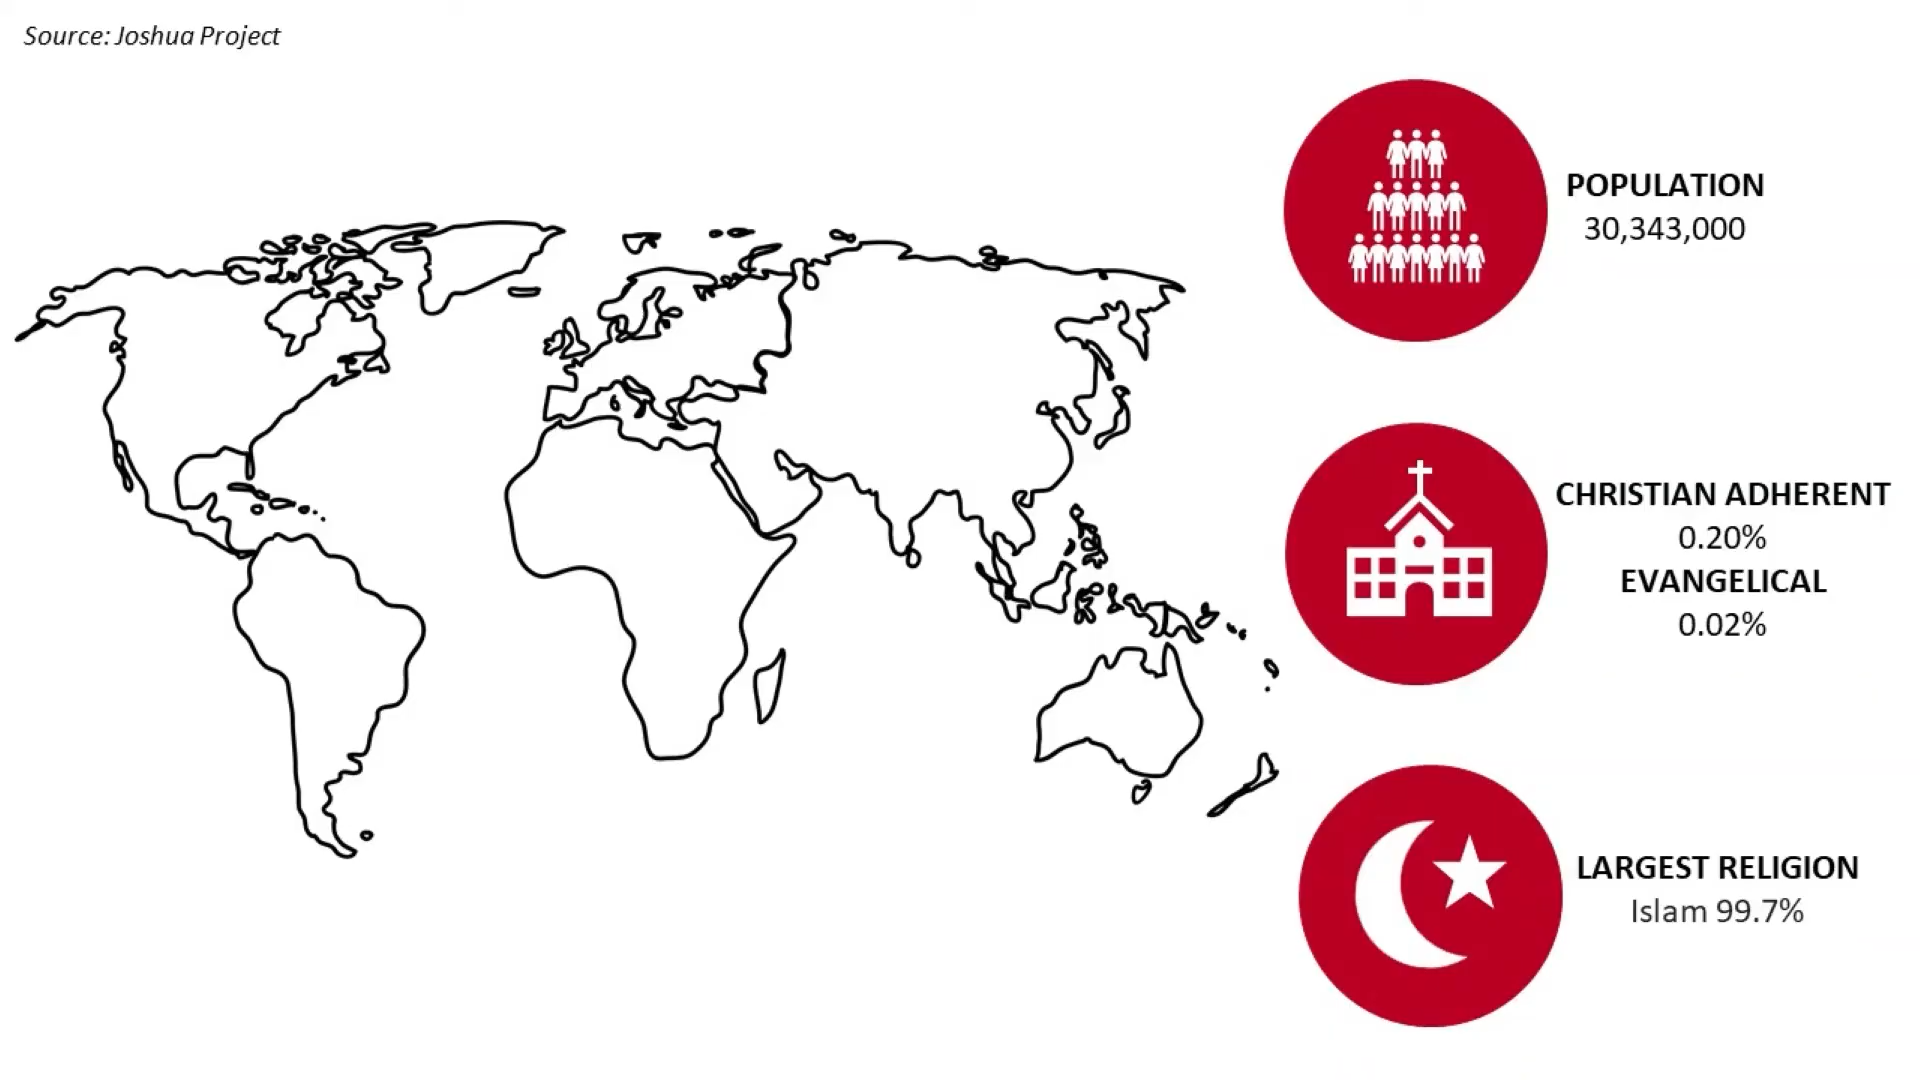 Source: Joshua Project
POPULATION
30,343,000
CHRISTIAN ADHERENT
0.20%
EVANGELICAL
0.02%
LARGEST RELIGION
Islam 99.7%